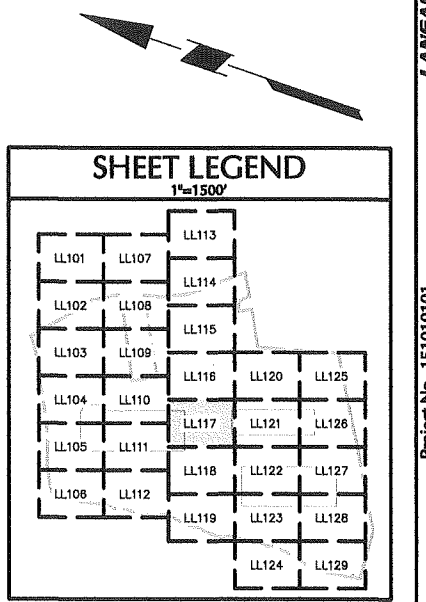 SHEET LEGEND
1"=1500'
LL113
LL101 LL107
LL114
LL102 LL108
LL115
LL103 LL109
LL116 LL120 LL125
LL104 LL110
LL117 LL121 LL126
LL105 LL111
LL118 LL122 LL127
LL106 LL112
LL119 LL123 LL128
LL124 LL129
Project No. 151010101